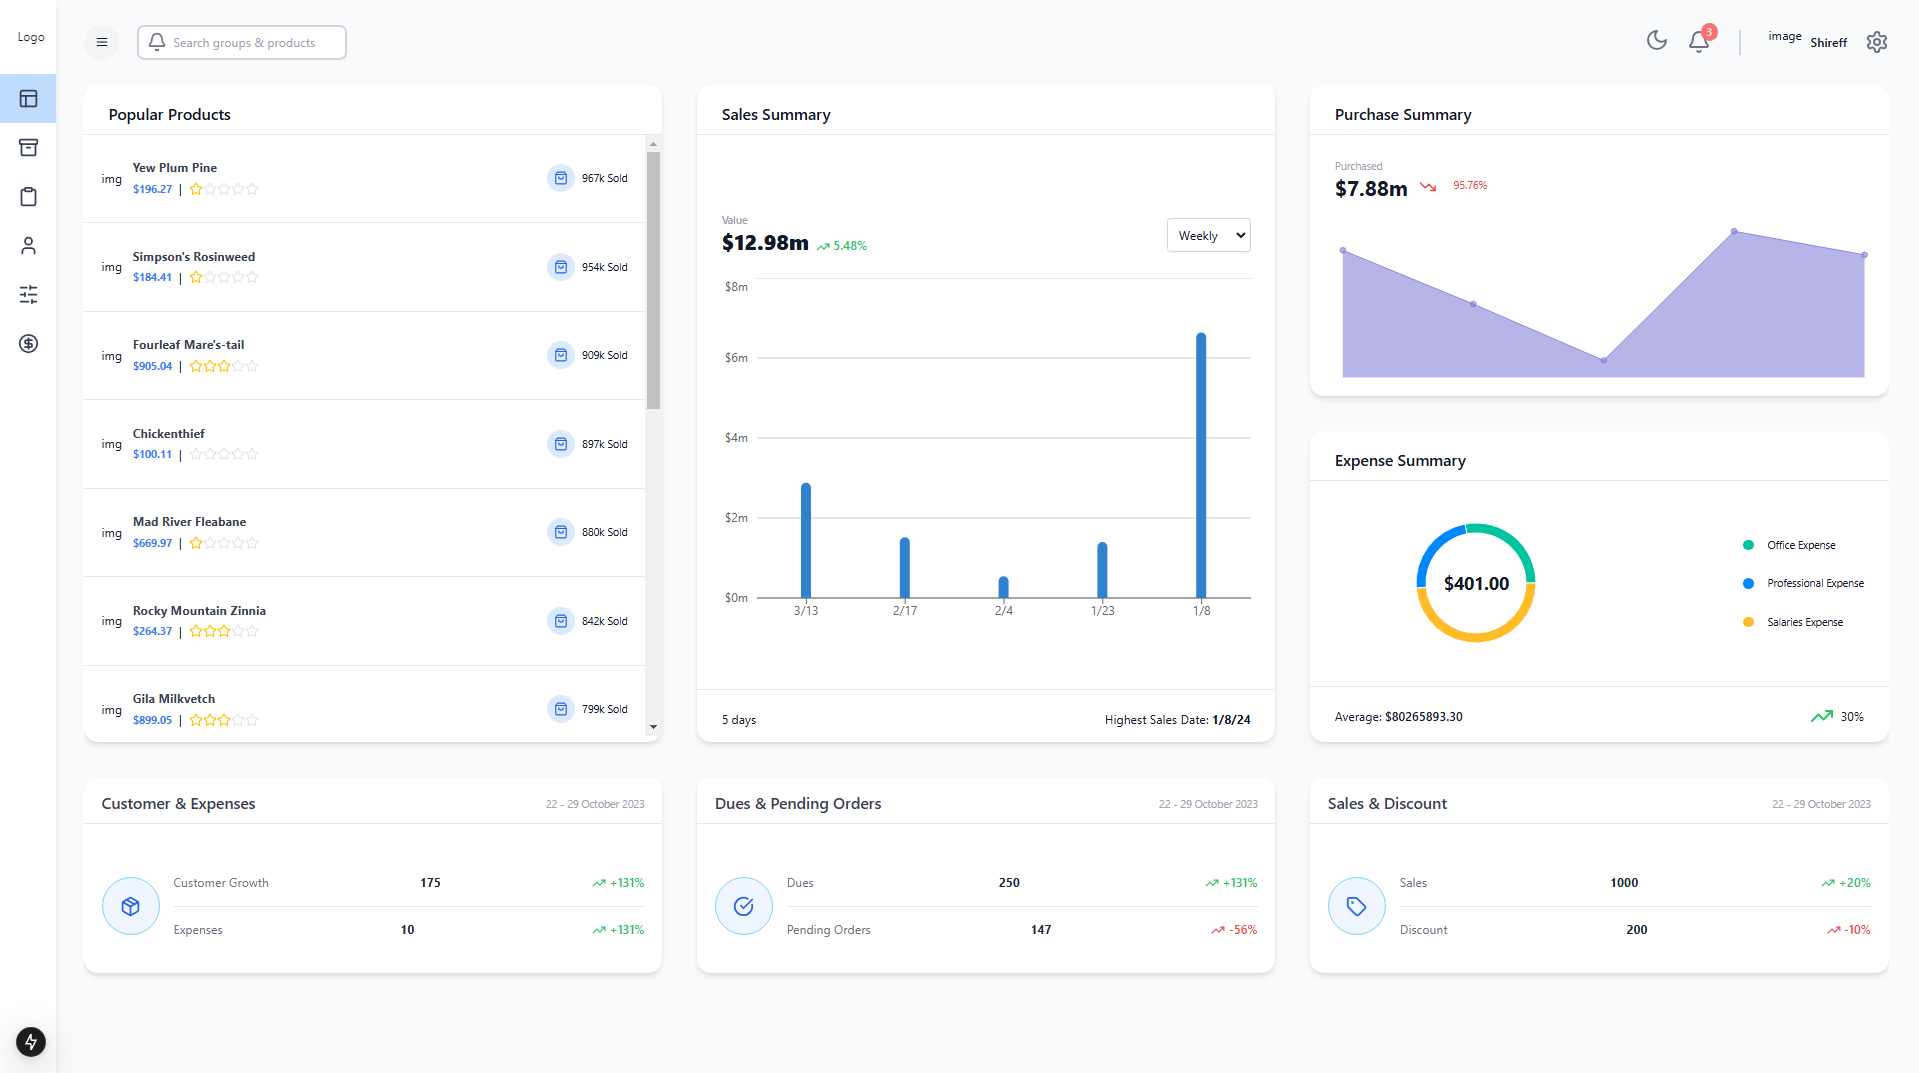 Logo
Search groups & products
3
image
Shireff
Popular Products
img
Yew Plum Pine
$196.27 |
967k Sold
img
Simpson's Rosinweed
$184.41 |
954k Sold
img
Fourleaf Mare's-tail
$905.04 |
909k Sold
img
Chickenthief
$100.11 |
897k Sold
img
Mad River Fleabane
$669.97 |
880k Sold
img
Rocky Mountain Zinnia
$264.37 |
842k Sold
img
Gila Milkvetch
$899.05 |
799k Sold
Sales Summary
Value
$12.98m 5.48%
Weekly
$8m
$6m
$4m
$2m
$0m
3/13 2/17 2/4 1/23 1/8
5 days
Highest Sales Date: 1/8/24
Purchase Summary
Purchased
$7.88m 95.76%
Expense Summary
$401.00
Office Expense
Professional Expense
Salaries Expense
Average: $80265893.30
30%
Customer & Expenses
22 - 29 October 2023
Customer Growth 175 +131%
Expenses 10 +131%
Dues & Pending Orders
22 - 29 October 2023
Dues 250 +131%
Pending Orders 147 -56%
Sales & Discount
22 - 29 October 2023
Sales 1000 +20%
Discount 200 -10%